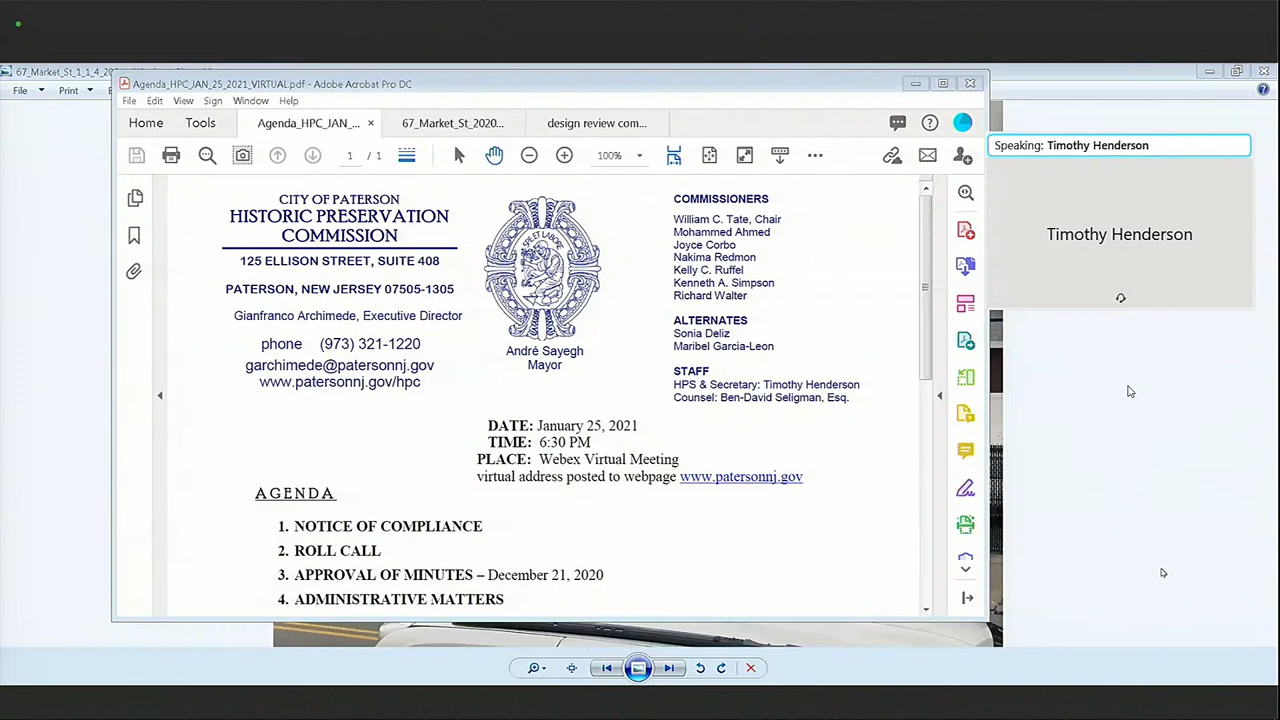 67_Market_St_1_1_4_20
File
Print
Agenda_HPC_JAN_25_2021_VIRTUAL.pdf - Adobe Acrobat Pro DC
File Edit View Sign Window Help
Home Tools Agenda_HPC_JAN_... × 67_Market_St_2020... design review com...
1 / 1 100%
Speaking: Timothy Henderson
Timothy Henderson
CITY OF PATERSON
HISTORIC PRESERVATION
COMMISSION
125 ELLISON STREET, SUITE 408
PATERSON, NEW JERSEY 07505-1305
Gianfranco Archimede, Executive Director
phone (973) 321-1220
garchimede@patersonnj.gov
www.patersonnj.gov/hpc
SPE ET LABORE
André Sayegh
Mayor
COMMISSIONERS
William C. Tate, Chair
Mohammed Ahmed
Joyce Corbo
Nakima Redmon
Kelly C. Ruffel
Kenneth A. Simpson
Richard Walter
ALTERNATES
Sonia Deliz
Maribel Garcia-Leon
STAFF
HPS & Secretary: Timothy Henderson
Counsel: Ben-David Seligman, Esq.
DATE: January 25, 2021
TIME: 6:30 PM
PLACE: Webex Virtual Meeting
virtual address posted to webpage www.patersonnj.gov
AGENDA
1. NOTICE OF COMPLIANCE
2. ROLL CALL
3. APPROVAL OF MINUTES – December 21, 2020
4. ADMINISTRATIVE MATTERS